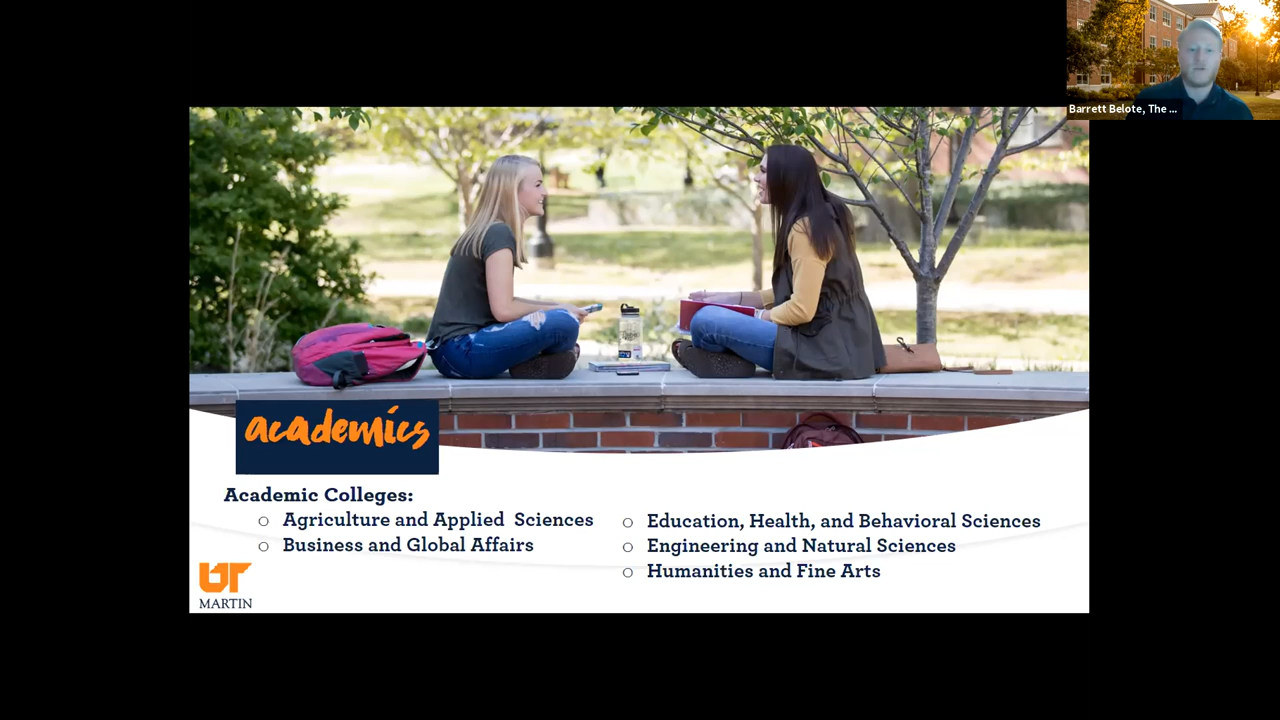 Barrett Belote, The ...
academics
Academic Colleges:
○ Agriculture and Applied Sciences
○ Business and Global Affairs
○ Education, Health, and Behavioral Sciences
○ Engineering and Natural Sciences
○ Humanities and Fine Arts
UT
MARTIN